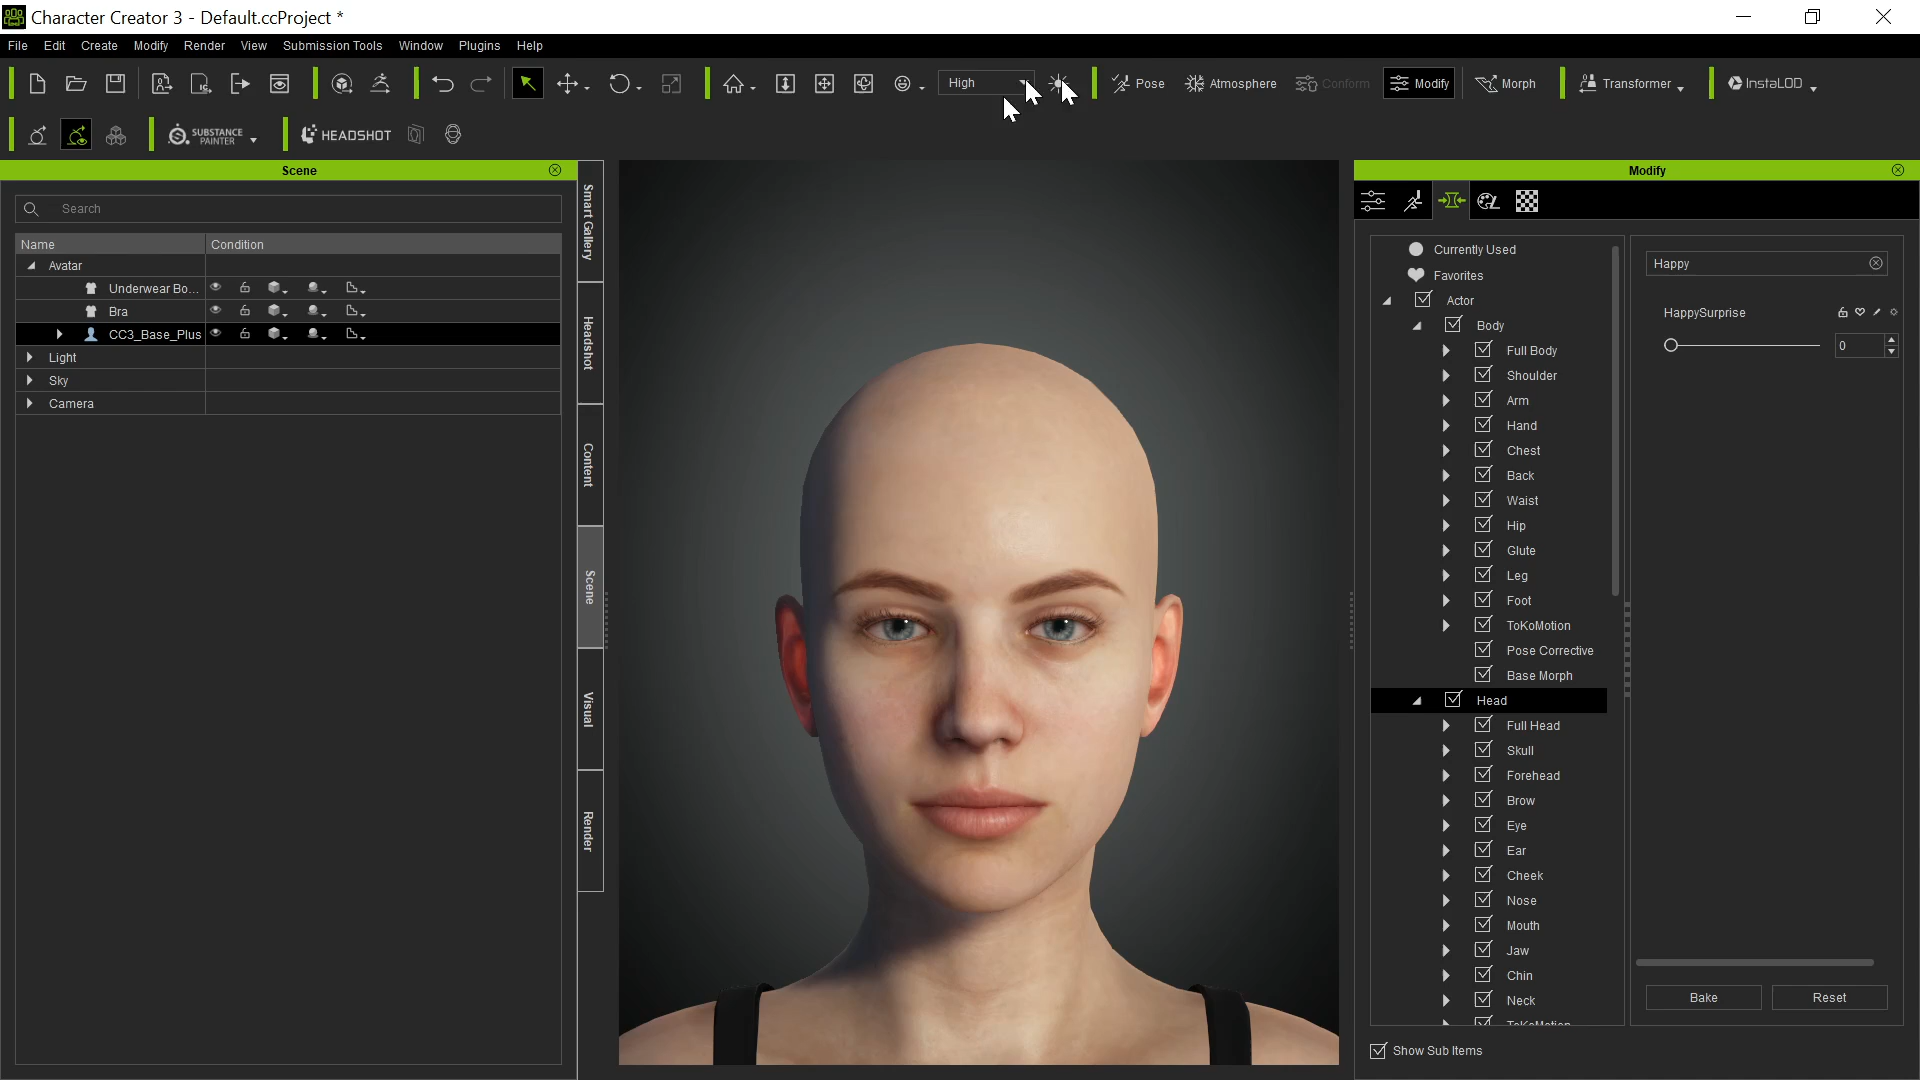 Character Creator 3 - Default.ccProject *
File Edit Create Modify Render View Submission Tools Window Plugins Help
High Pose Atmosphere Conform Modify Morph Transformer InstaLOD
SUBSTANCE PAINTER HEADSHOT
Scene
Search
Name Condition
Avatar
Underwear Bo...
Bra
CC3_Base_Plus
Light
Sky
Camera
Smart Gallery
Headshot
Content
Scene
Visual
Render
Modify
Currently Used
Favorites
Actor
Body
Full Body
Shoulder
Arm
Hand
Chest
Back
Waist
Hip
Glute
Leg
Foot
ToKoMotion
Pose Corrective
Base Morph
Head
Full Head
Skull
Forehead
Brow
Eye
Ear
Cheek
Nose
Mouth
Jaw
Chin
Neck
ToKoMotion
Show Sub Items
Happy
HappySurprise
0
Bake Reset